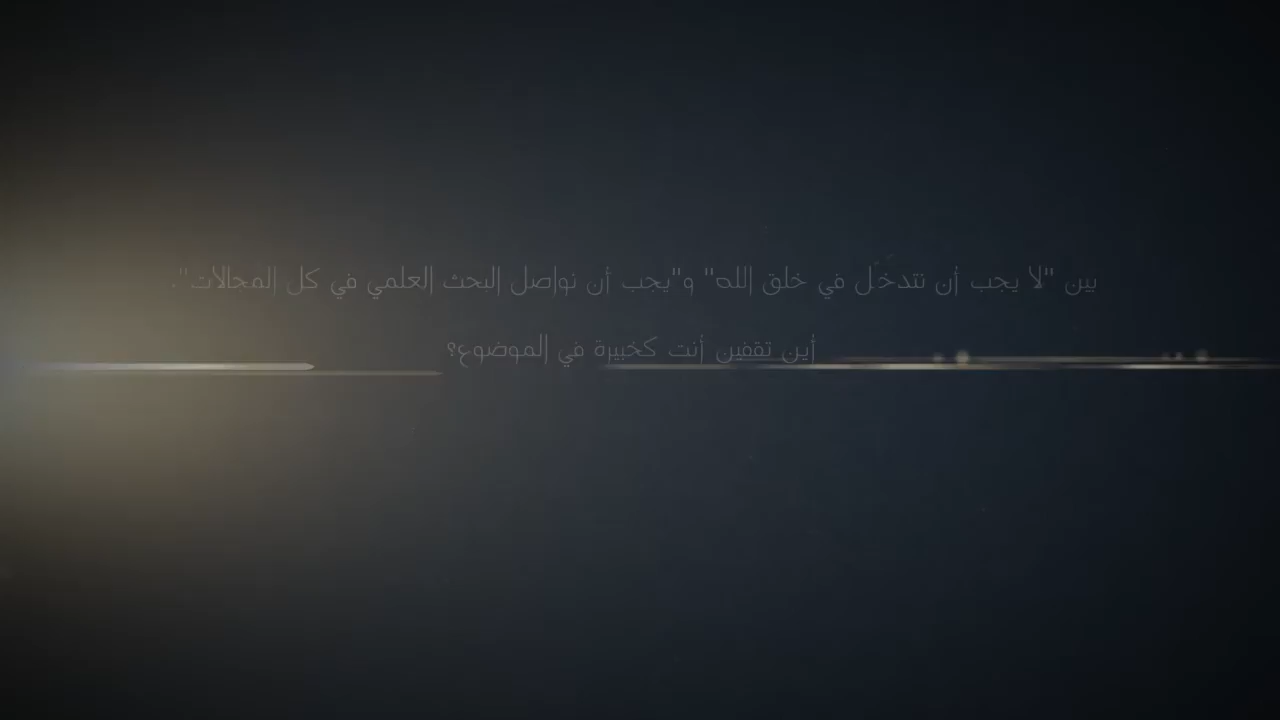 بين "لا يجب أن نتدخل في خلق الله" و"يجب أن نواصل البحث العلمي في كل المجالات".
أين تقفين أنت كخبيرة في الموضوع؟